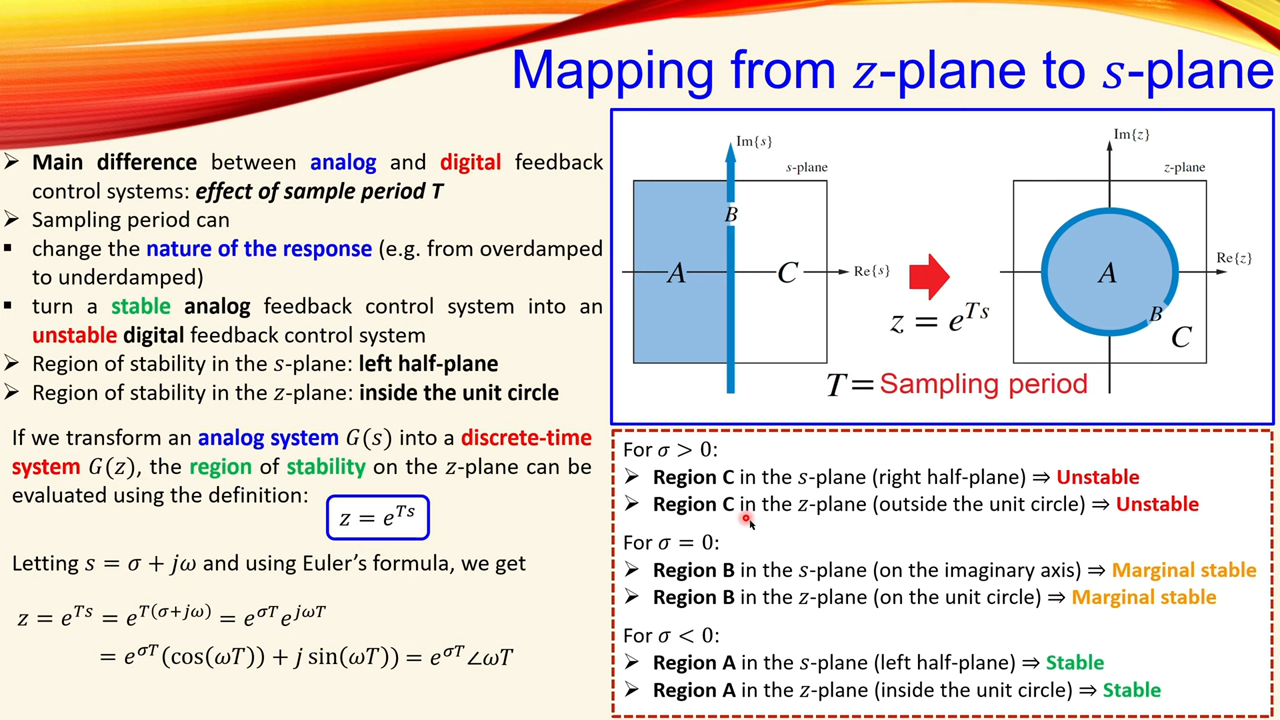 Mapping from z-plane to s-plane
➢ Main difference between analog and digital feedback
control systems: effect of sample period T
➢ Sampling period can
▪ change the nature of the response (e.g. from overdamped
to underdamped)
▪ turn a stable analog feedback control system into an
unstable digital feedback control system
➢ Region of stability in the s-plane: left half-plane
➢ Region of stability in the z-plane: inside the unit circle
If we transform an analog system G(s) into a discrete-time
system G(z), the region of stability on the z-plane can be
evaluated using the definition:
z = e^{Ts}
Letting s = σ + jω and using Euler’s formula, we get
z = e^{Ts} = e^{T(σ+jω)} = e^{σT}e^{jωT}
= e^{σT}(cos(ωT)) + j sin(ωT)) = e^{σT}∠ωT
Im{s}
s-plane
B
A
C
Re{s}
z = e^{Ts}
T = Sampling period
Im{z}
z-plane
Re{z}
A
B
C
For σ > 0:
➢ Region C in the s-plane (right half-plane) ⇒ Unstable
➢ Region C in the z-plane (outside the unit circle) ⇒ Unstable
For σ = 0:
➢ Region B in the s-plane (on the imaginary axis) ⇒ Marginal stable
➢ Region B in the z-plane (on the unit circle) ⇒ Marginal stable
For σ < 0:
➢ Region A in the s-plane (left half-plane) ⇒ Stable
➢ Region A in the z-plane (inside the unit circle) ⇒ Stable